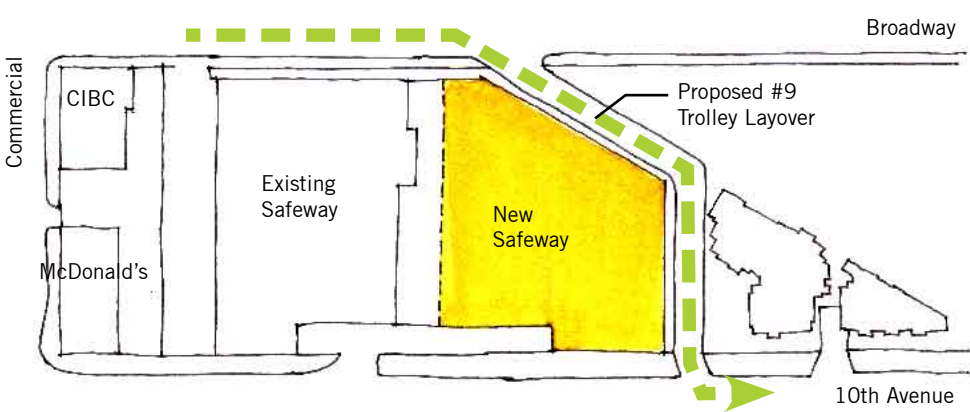 Broadway
Commercial
CIBC
Proposed #9
Trolley Layover
Existing
Safeway
New
Safeway
McDonald's
10th Avenue